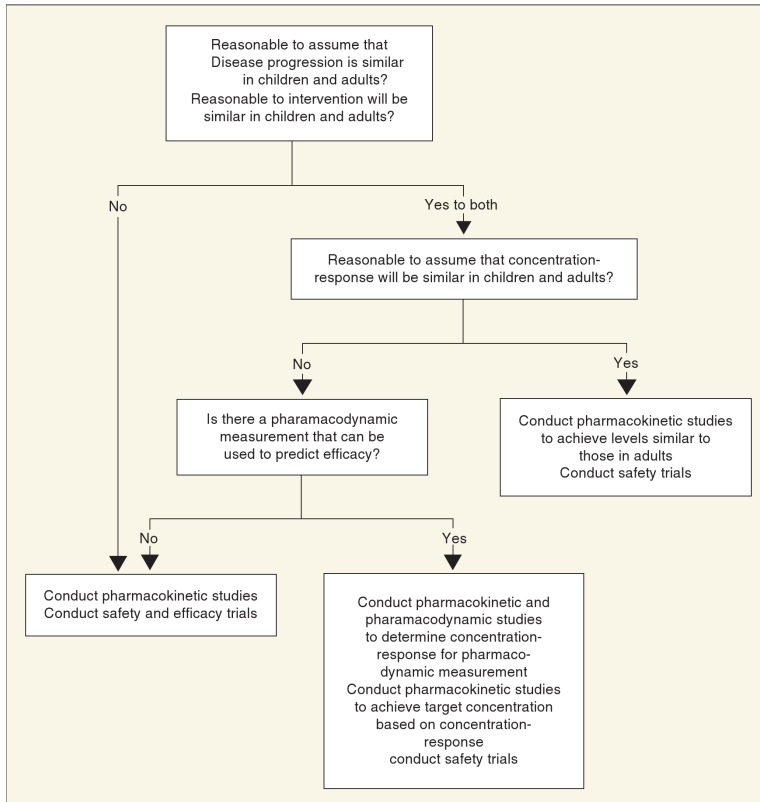 Reasonable to assume that
Disease progression is similar
in children and adults?
Reasonable to intervention will be
similar in children and adults?
No
Yes to both
Reasonable to assume that concentration-
response will be similar in children and adults?
No
Yes
Is there a pharamacodynamic
measurement that can be
used to predict efficacy?
Conduct pharmacokinetic studies
to achieve levels similar to
those in adults
Conduct safety trials
No
Yes
Conduct pharmacokinetic studies
Conduct safety and efficacy trials
Conduct pharmacokinetic and
pharamacodynamic studies
to determine concentration-
response for pharmaco-
dynamic measurement
Conduct pharmacokinetic studies
to achieve target concentration
based on concentration-
response
conduct safety trials